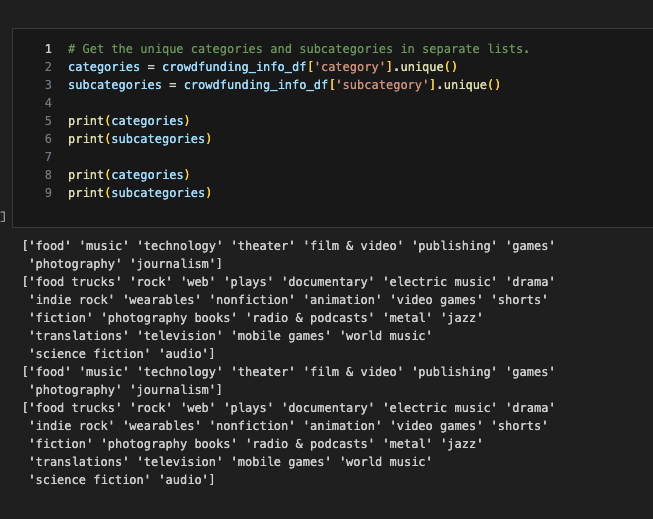 1 # Get the unique categories and subcategories in separate lists.
2 categories = crowdfunding_info_df['category'].unique()
3 subcategories = crowdfunding_info_df['subcategory'].unique()
4
5 print(categories)
6 print(subcategories)
7
8 print(categories)
9 print(subcategories)
]
['food' 'music' 'technology' 'theater' 'film & video' 'publishing' 'games'
 'photography' 'journalism']
['food trucks' 'rock' 'web' 'plays' 'documentary' 'electric music' 'drama'
 'indie rock' 'wearables' 'nonfiction' 'animation' 'video games' 'shorts'
 'fiction' 'photography books' 'radio & podcasts' 'metal' 'jazz'
 'translations' 'television' 'mobile games' 'world music'
 'science fiction' 'audio']
['food' 'music' 'technology' 'theater' 'film & video' 'publishing' 'games'
 'photography' 'journalism']
['food trucks' 'rock' 'web' 'plays' 'documentary' 'electric music' 'drama'
 'indie rock' 'wearables' 'nonfiction' 'animation' 'video games' 'shorts'
 'fiction' 'photography books' 'radio & podcasts' 'metal' 'jazz'
 'translations' 'television' 'mobile games' 'world music'
 'science fiction' 'audio']